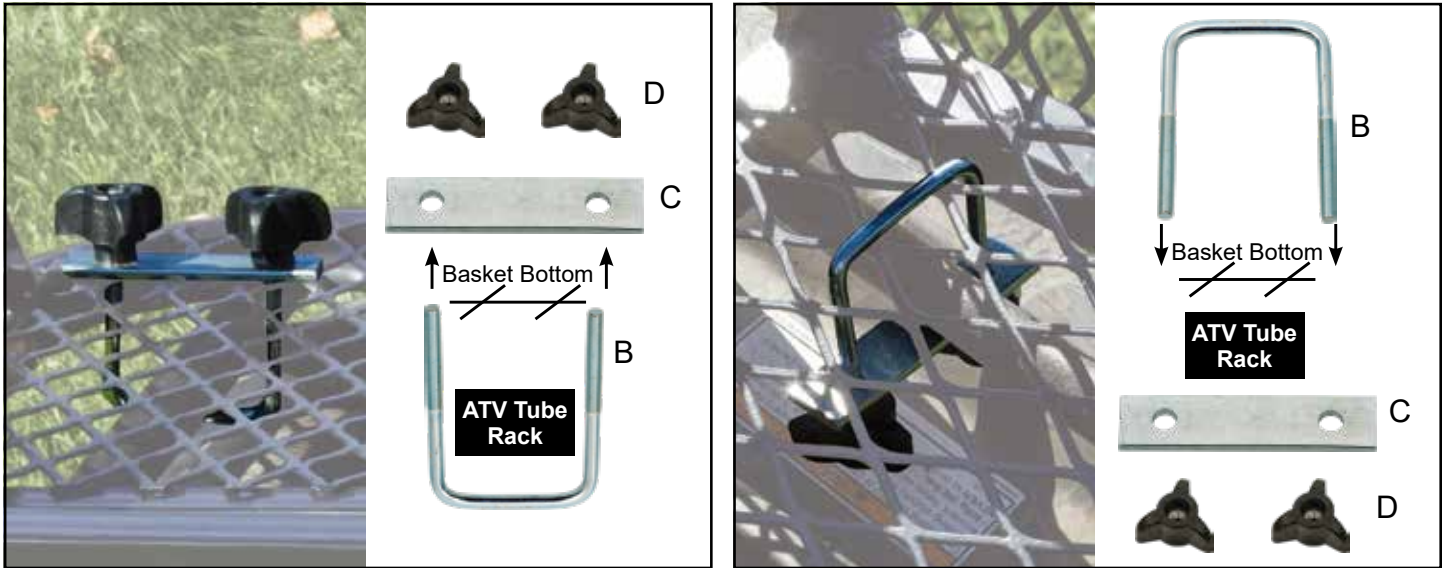 D
C
Basket Bottom
B
ATV Tube
Rack
B
Basket Bottom
ATV Tube
Rack
C
D